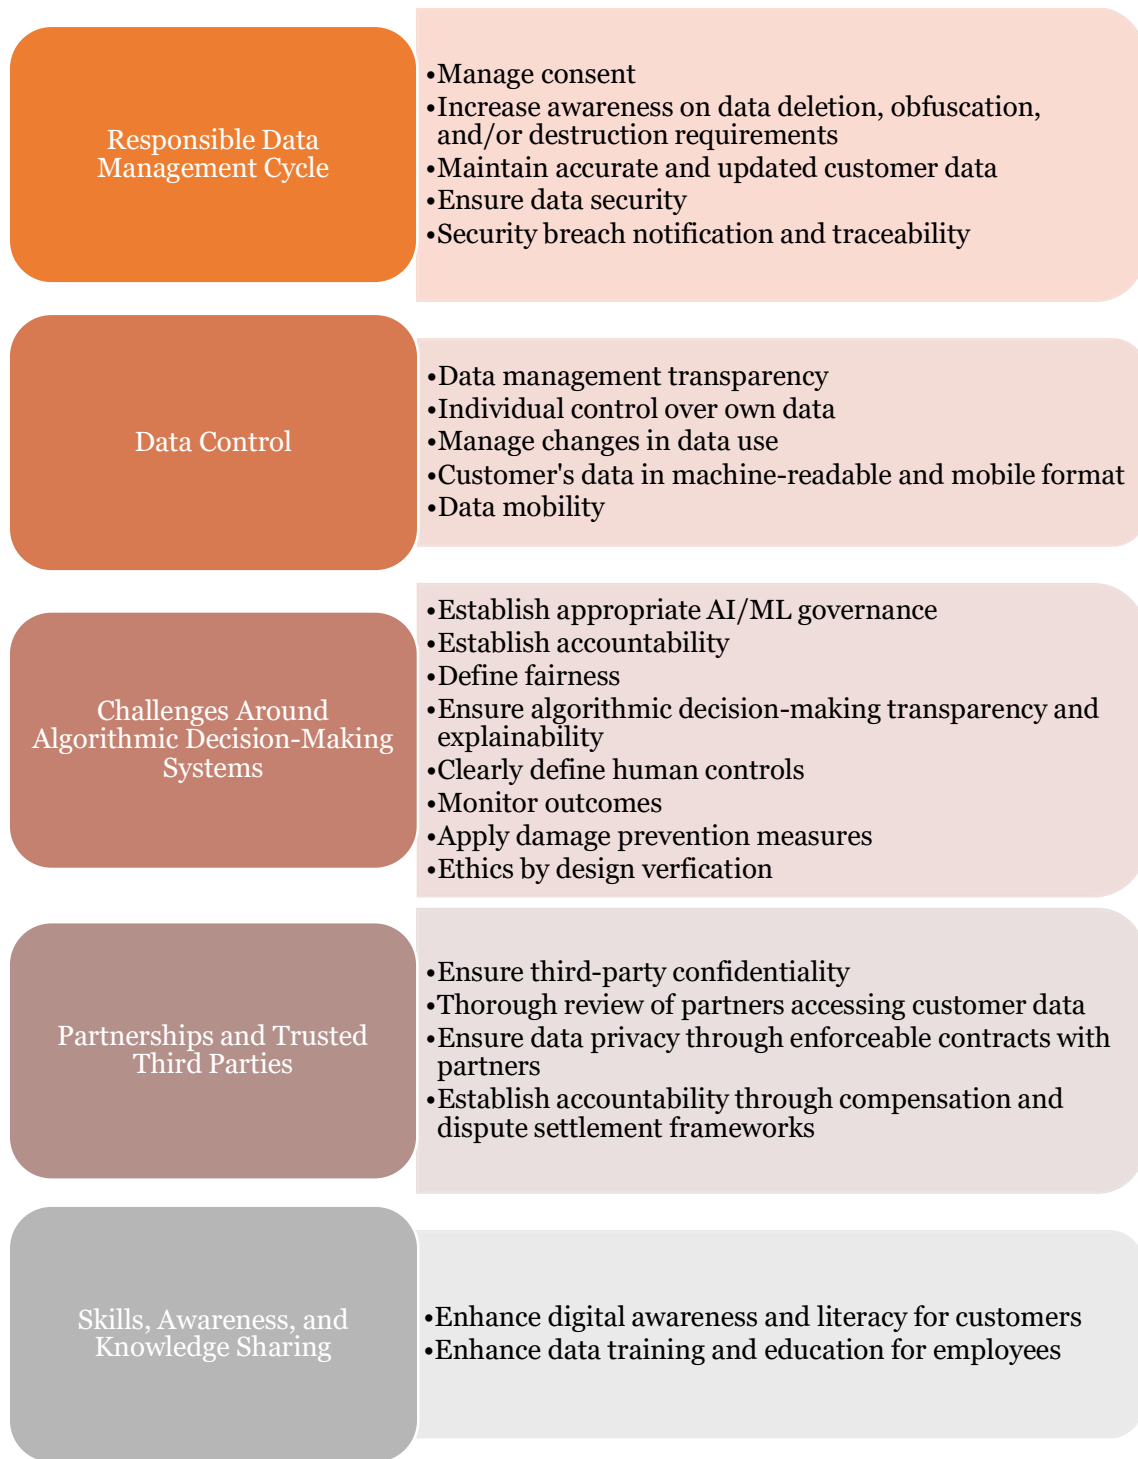 Responsible Data
Management Cycle
•Manage consent
•Increase awareness on data deletion, obfuscation,
and/or destruction requirements
•Maintain accurate and updated customer data
•Ensure data security
•Security breach notification and traceability
Data Control
•Data management transparency
•Individual control over own data
•Manage changes in data use
•Customer's data in machine-readable and mobile format
•Data mobility
Challenges Around
Algorithmic Decision-Making
Systems
•Establish appropriate AI/ML governance
•Establish accountability
•Define fairness
•Ensure algorithmic decision-making transparency and
explainability
•Clearly define human controls
•Monitor outcomes
•Apply damage prevention measures
•Ethics by design verfication
Partnerships and Trusted
Third Parties
•Ensure third-party confidentiality
•Thorough review of partners accessing customer data
•Ensure data privacy through enforceable contracts with
partners
•Establish accountability through compensation and
dispute settlement frameworks
Skills, Awareness, and
Knowledge Sharing
•Enhance digital awareness and literacy for customers
•Enhance data training and education for employees